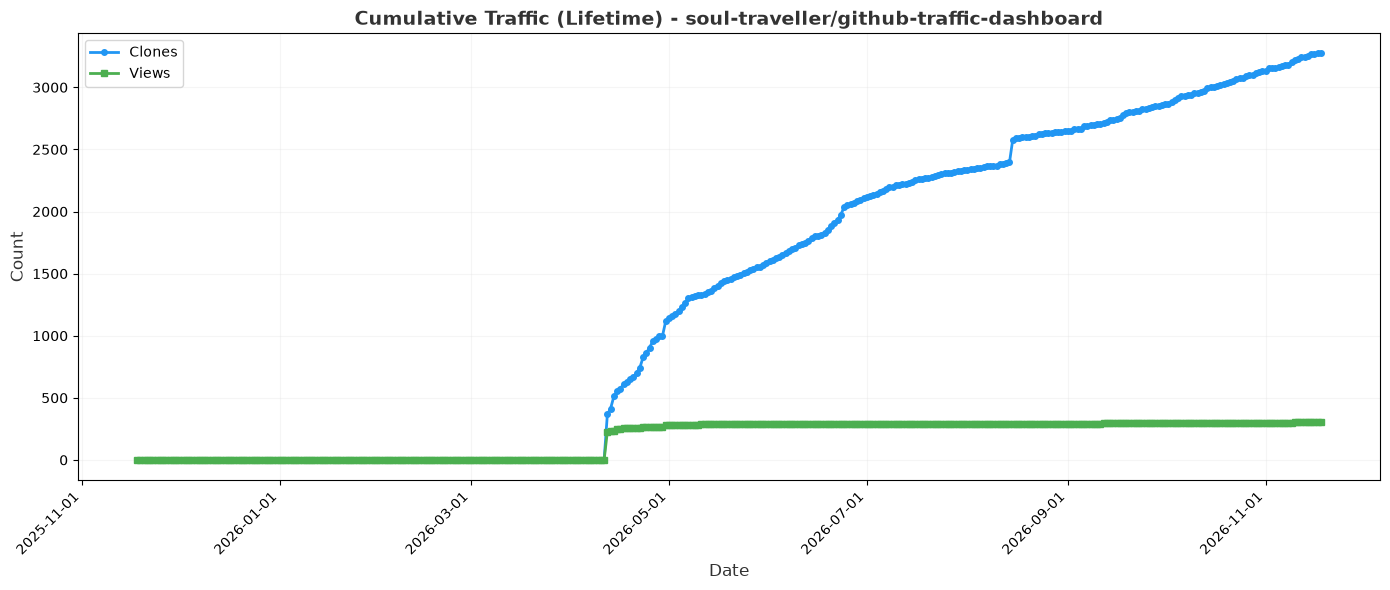 Cumulative Traffic (Lifetime) - soul-traveller/github-traffic-dashboard
Clones
Views
Count
3000
2500
2000
1500
1000
500
0
2025-11-01
2026-01-01
2026-03-01
2026-05-01
2026-07-01
2026-09-01
2026-11-01
Date